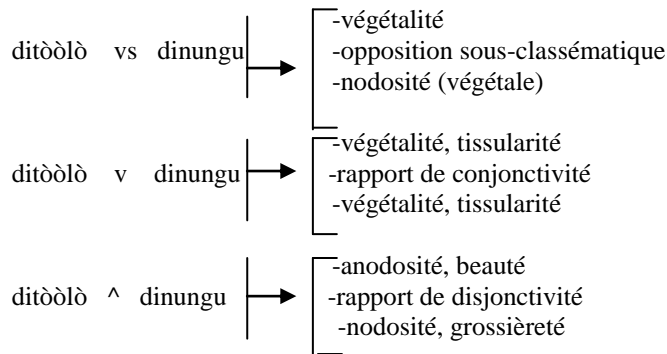 -végétalité
ditòòlò vs dinungu -opposition sous-classématique
-nodosité (végétale)
-végétalité, tissularité
ditòòlò v dinungu -rapport de conjonctivité
-végétalité, tissularité
-anodosité, beauté
ditòòlò ^ dinungu -rapport de disjonctivité
-nodosité, grossièreté